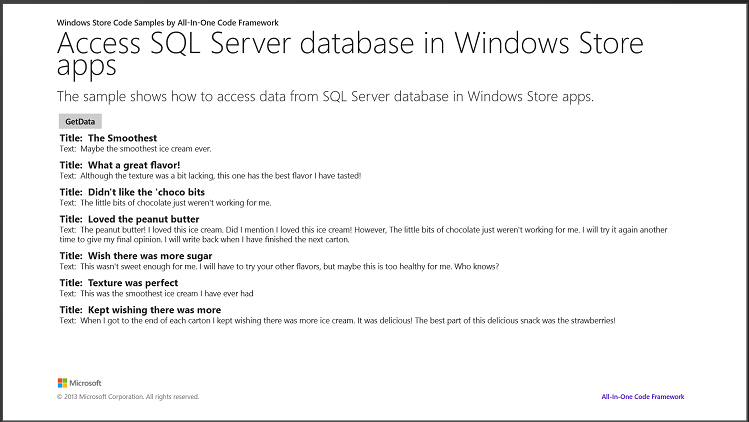 Windows Store Code Samples by All-In-One Code Framework
Access SQL Server database in Windows Store
apps
The sample shows how to access data from SQL Server database in Windows Store apps.
GetData
Title: The Smoothest
Text: Maybe the smoothest ice cream ever.
Title: What a great flavor!
Text: Although the texture was a bit lacking, this one has the best flavor I have tasted!
Title: Didn't like the 'choco bits
Text: The little bits of chocolate just weren't working for me.
Title: Loved the peanut butter
Text: The peanut butter! I loved this ice cream. Did I mention I loved this ice cream! However, The little bits of chocolate just weren't working for me. I will try it again another
time to give my final opinion. I will write back when I have finished the next carton.
Title: Wish there was more sugar
Text: This wasn't sweet enough for me. I will have to try your other flavors, but maybe this is too healthy for me. Who knows?
Title: Texture was perfect
Text: This was the smoothest ice cream I have ever had
Title: Kept wishing there was more
Text: When I got to the end of each carton I kept wishing there was more ice cream. It was delicious! The best part of this delicious snack was the strawberries!
Microsoft
© 2013 Microsoft Corporation. All rights reserved.
All-In-One Code Framework